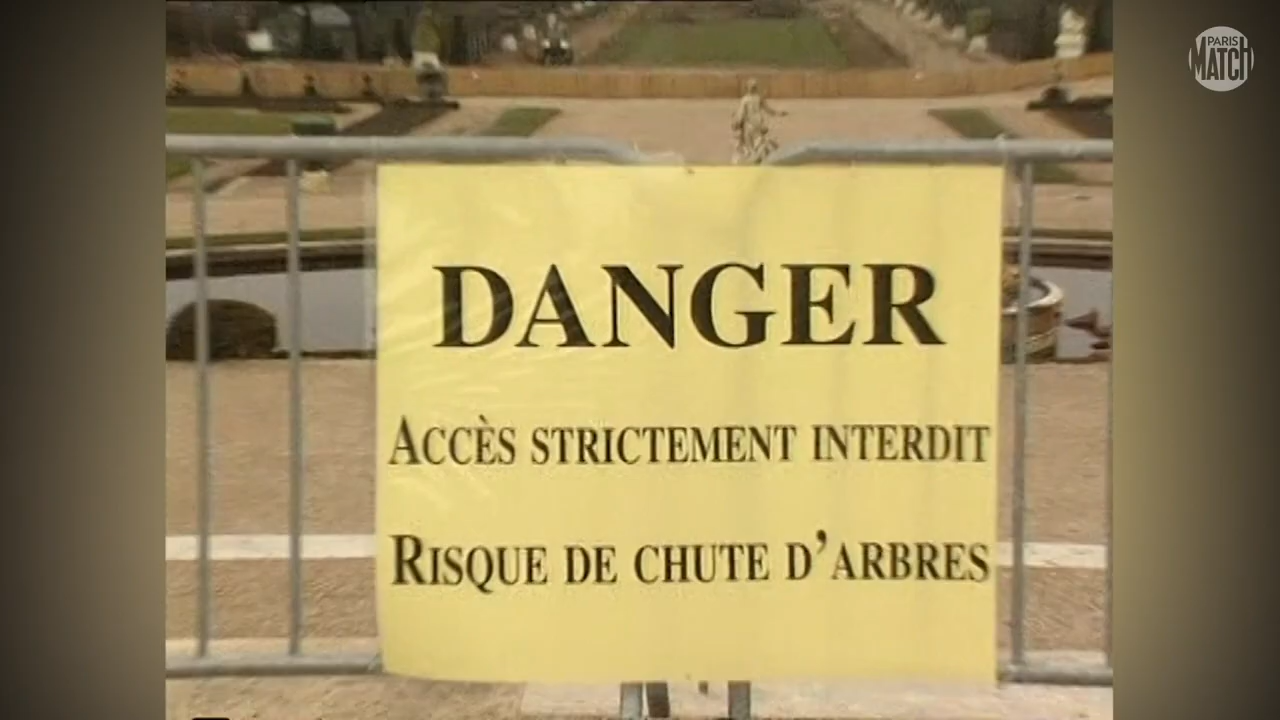 PARIS
MATCH
DANGER
ACCÈS STRICTEMENT INTERDIT
RISQUE DE CHUTE D'ARBRES